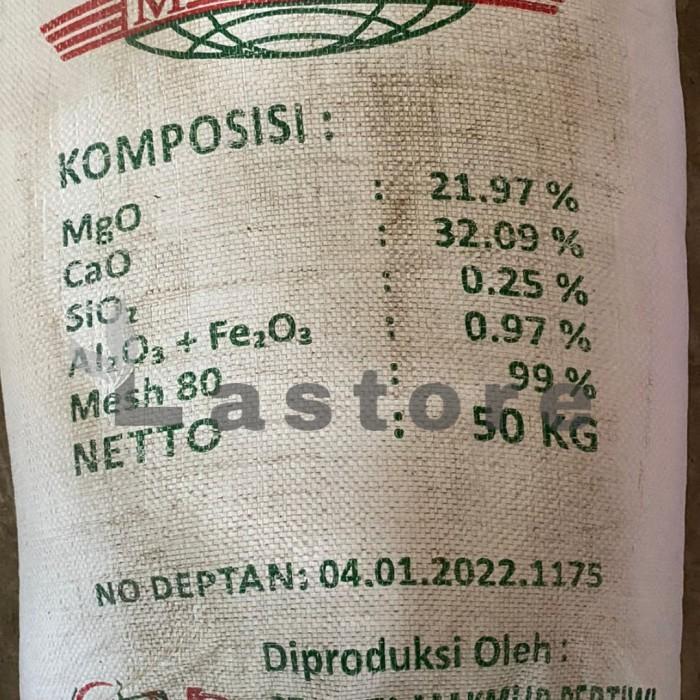 M
KOMPOSISI :
MgO : 21.97 %
CaO : 32.09 %
SiO₂ : 0.25 %
Al₂O₃ + Fe₂O₃ : 0.97 %
Mesh 80 : 99 %
Lastore
NETTO : 50 KG
NO DEPTAN: 04.01.2022.1175
Diproduksi Oleh :
PERTIWI